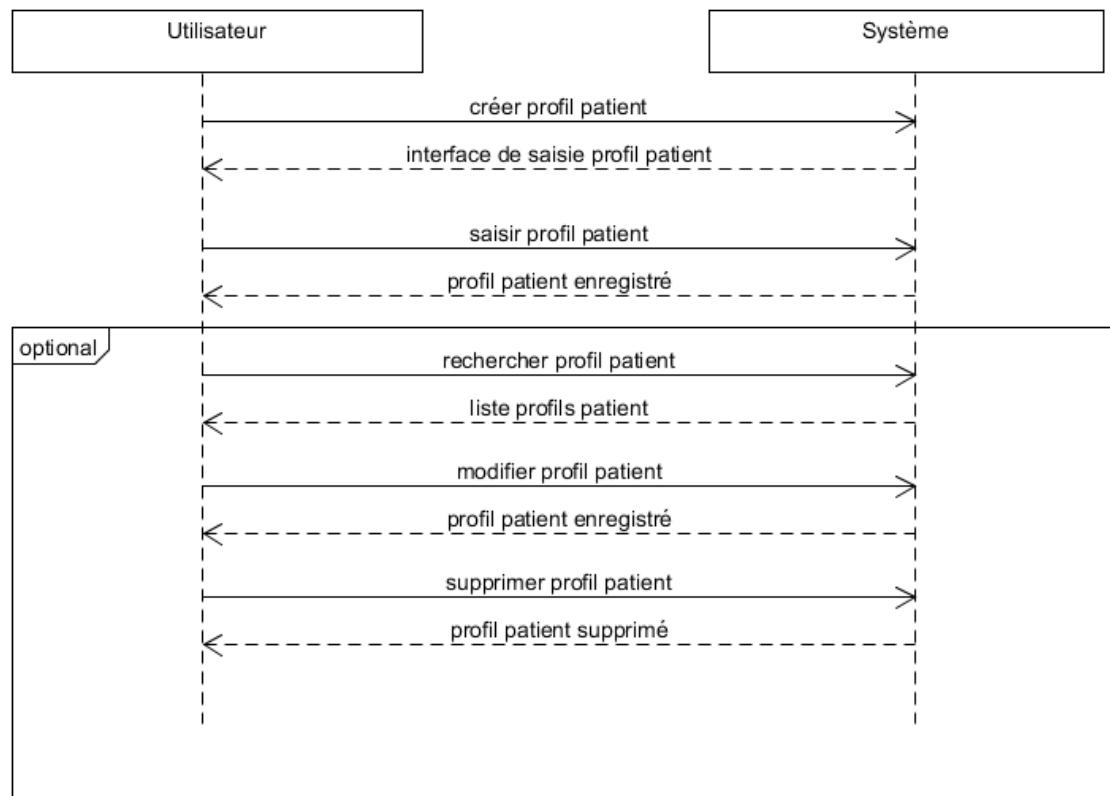 Utilisateur
Système
créer profil patient
interface de saisie profil patient
saisir profil patient
profil patient enregistré
optional
rechercher profil patient
liste profils patient
modifier profil patient
profil patient enregistré
supprimer profil patient
profil patient supprimé